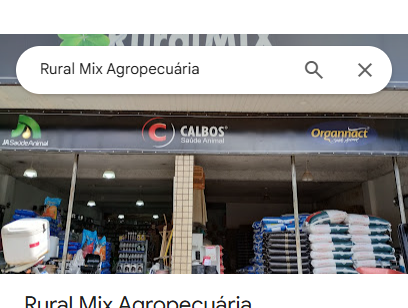 Rural Mix
Rural Mix Agropecuária
JA Saúde Animal
CALBOS
Saúde Animal
Organnact
Rural Mix Agropecuária